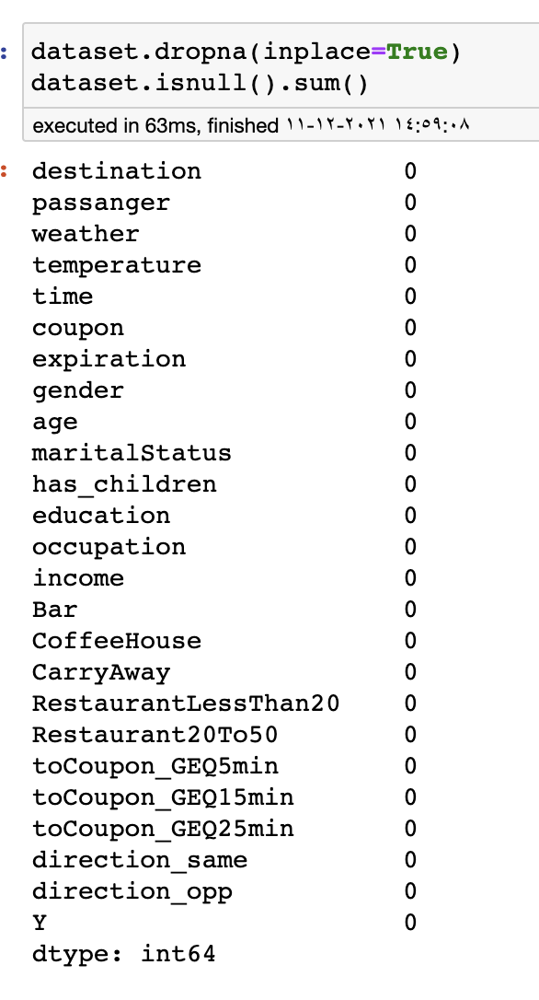 dataset.dropna(inplace=True)
dataset.isnull().sum()
executed in 63ms, finished ١١-١٢-٢٠٢١ ١٤:٥٩:٠٨
destination 0
passanger 0
weather 0
temperature 0
time 0
coupon 0
expiration 0
gender 0
age 0
maritalStatus 0
has_children 0
education 0
occupation 0
income 0
Bar 0
CoffeeHouse 0
CarryAway 0
RestaurantLessThan20 0
Restaurant20To50 0
toCoupon_GEQ5min 0
toCoupon_GEQ15min 0
toCoupon_GEQ25min 0
direction_same 0
direction_opp 0
Y 0
dtype: int64